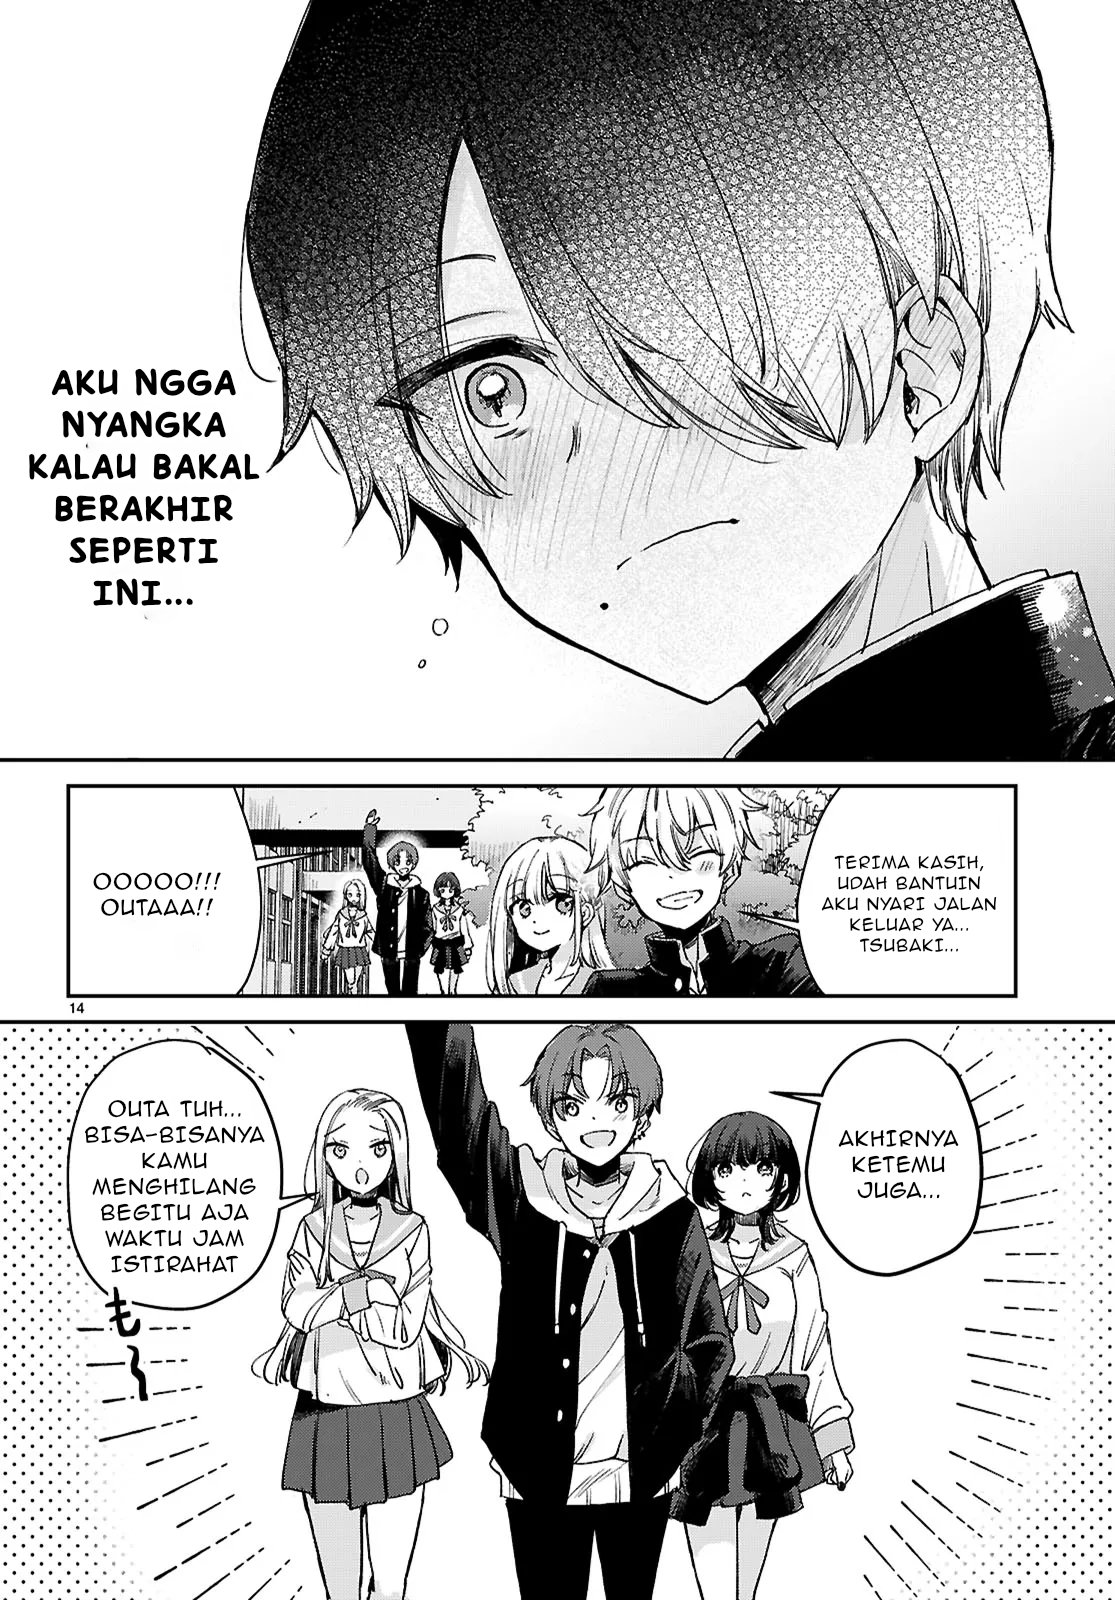 AKU NGGA
NYANGKA
KALAU BAKAL
BERAKHIR
SEPERTI
INI...
OOOOO!!!
OUTAAA!!
TERIMA KASIH,
UDAH BANTUIN
AKU NYARI JALAN
KELUAR YA...
TSUBAKI...
14
OUTA TUH...
BISA-BISANYA
KAMU
MENGHILANG
BEGITU AJA
WAKTU JAM
ISTIRAHAT
も〜
AKHIRNYA
KETEMU
JUGA...